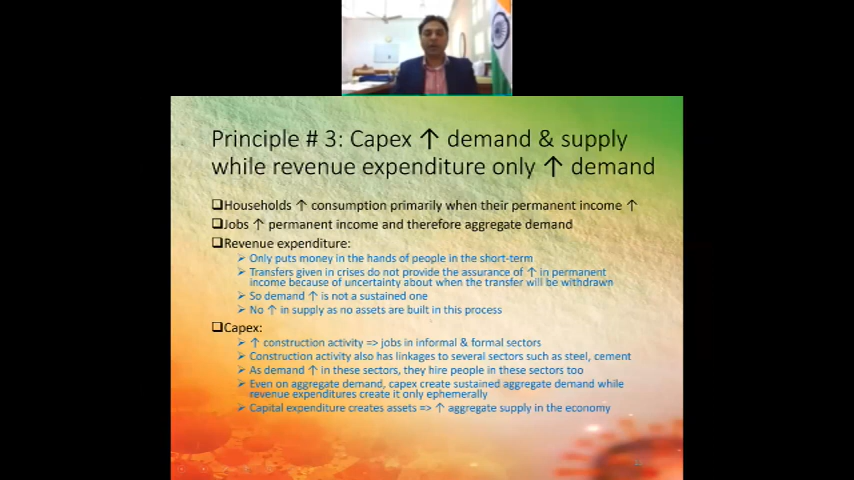 Principle # 3: Capex ↑ demand & supply
while revenue expenditure only ↑ demand
❑Households ↑ consumption primarily when their permanent income ↑
❑Jobs ↑ permanent income and therefore aggregate demand
❑Revenue expenditure:
➢ Only puts money in the hands of people in the short-term
➢ Transfers given in crises do not provide the assurance of ↑ in permanent
income because of uncertainty about when the transfer will be withdrawn
➢ So demand ↑ is not a sustained one
➢ No ↑ in supply as no assets are built in this process
❑Capex:
➢ ↑ construction activity => jobs in informal & formal sectors
➢ Construction activity also has linkages to several sectors such as steel, cement
➢ As demand ↑ in these sectors, they hire people in these sectors too
➢ Even on aggregate demand, capex create sustained aggregate demand while
revenue expenditures create it only ephemerally
➢ Capital expenditure creates assets => ↑ aggregate supply in the economy